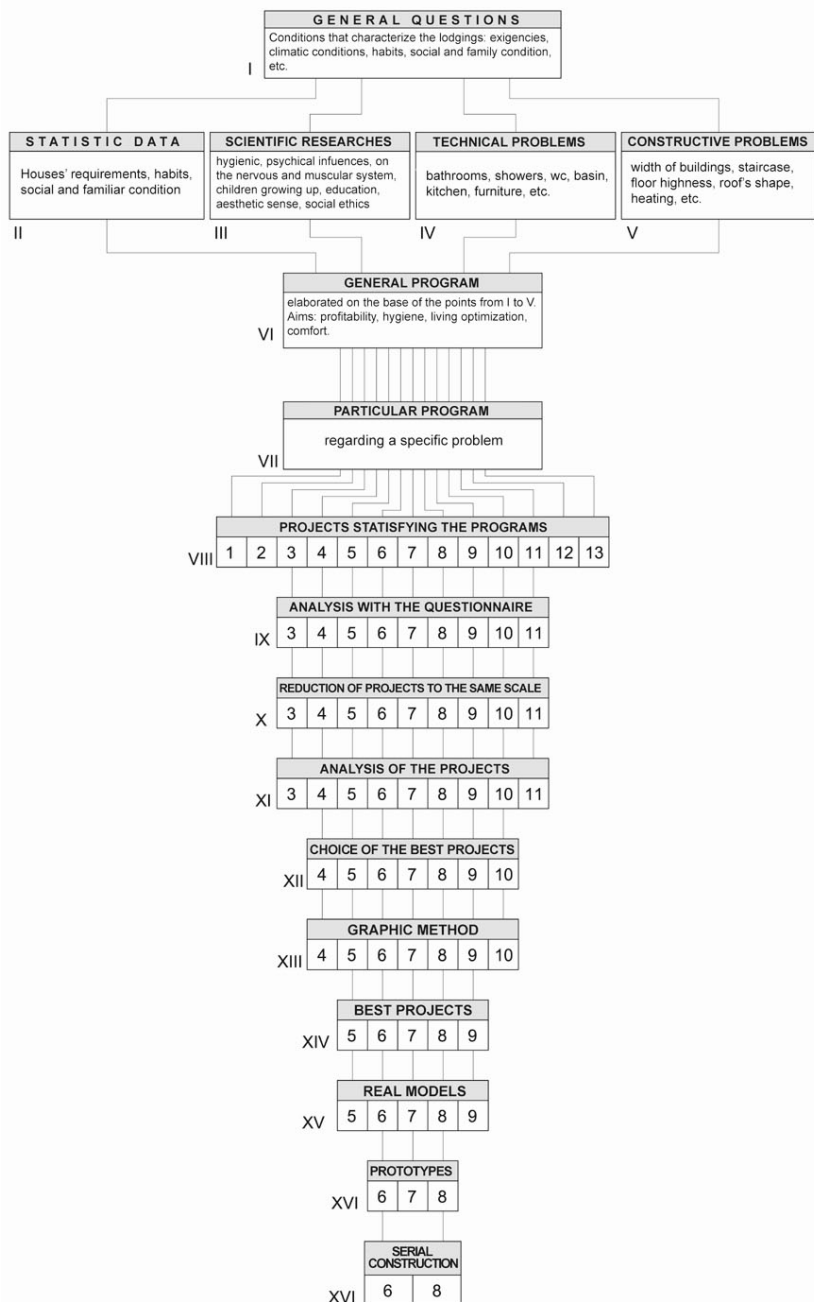 GENERAL QUESTIONS
Conditions that characterize the lodgings: exigencies,
climatic conditions, habits, social and family condition,
etc.
I
STATISTIC DATA
Houses' requirements, habits,
social and familiar condition
II
SCIENTIFIC RESEARCHES
hygienic, psychical infuences, on
the nervous and muscular system,
children growing up, education,
aesthetic sense, social ethics
III
TECHNICAL PROBLEMS
bathrooms, showers, wc, basin,
kitchen, furniture, etc.
IV
CONSTRUCTIVE PROBLEMS
width of buildings, staircase,
floor highness, roof's shape,
heating, etc.
V
GENERAL PROGRAM
elaborated on the base of the points from I to V.
Aims: profitability, hygiene, living optimization,
comfort.
VI
PARTICULAR PROGRAM
regarding a specific problem
VII
PROJECTS STATISFYING THE PROGRAMS
VIII 1 2 3 4 5 6 7 8 9 10 11 12 13
ANALYSIS WITH THE QUESTIONNAIRE
IX 3 4 5 6 7 8 9 10 11
REDUCTION OF PROJECTS TO THE SAME SCALE
X 3 4 5 6 7 8 9 10 11
ANALYSIS OF THE PROJECTS
XI 3 4 5 6 7 8 9 10 11
CHOICE OF THE BEST PROJECTS
XII 4 5 6 7 8 9 10
GRAPHIC METHOD
XIII 4 5 6 7 8 9 10
BEST PROJECTS
XIV 5 6 7 8 9
REAL MODELS
XV 5 6 7 8 9
PROTOTYPES
XVI 6 7 8
SERIAL
CONSTRUCTION
XVI 6 8